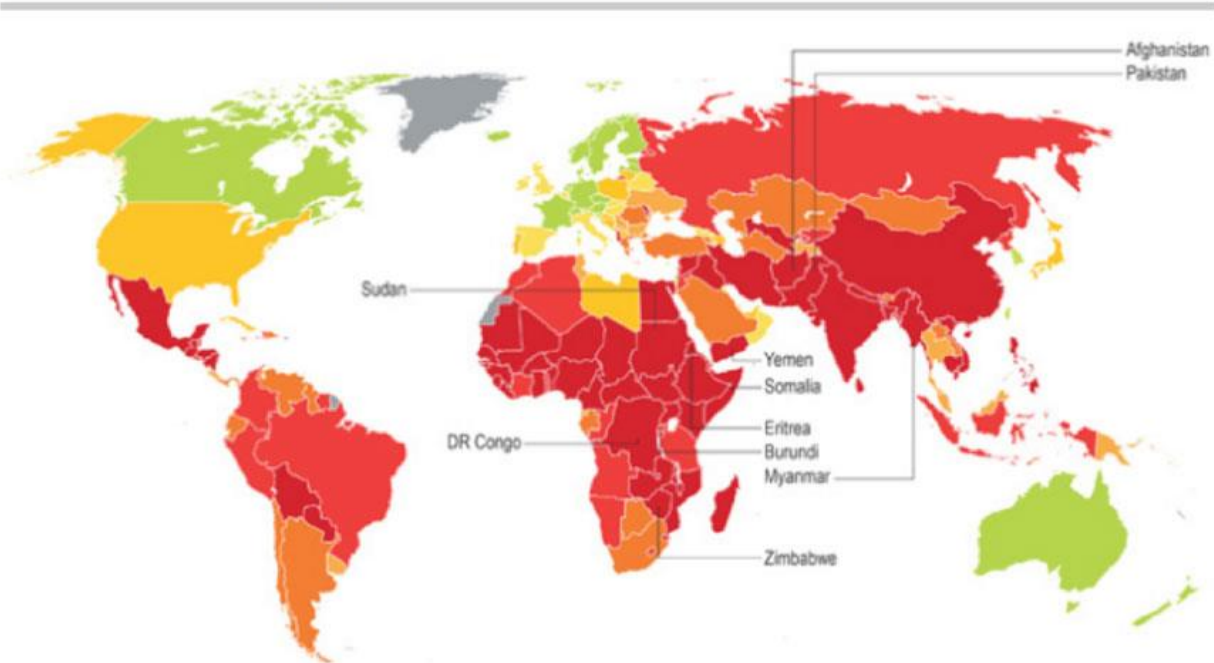 Afghanistan
Pakistan
Sudan
Yemen
Somalia
Eritrea
DR Congo
Burundi
Myanmar
Zimbabwe